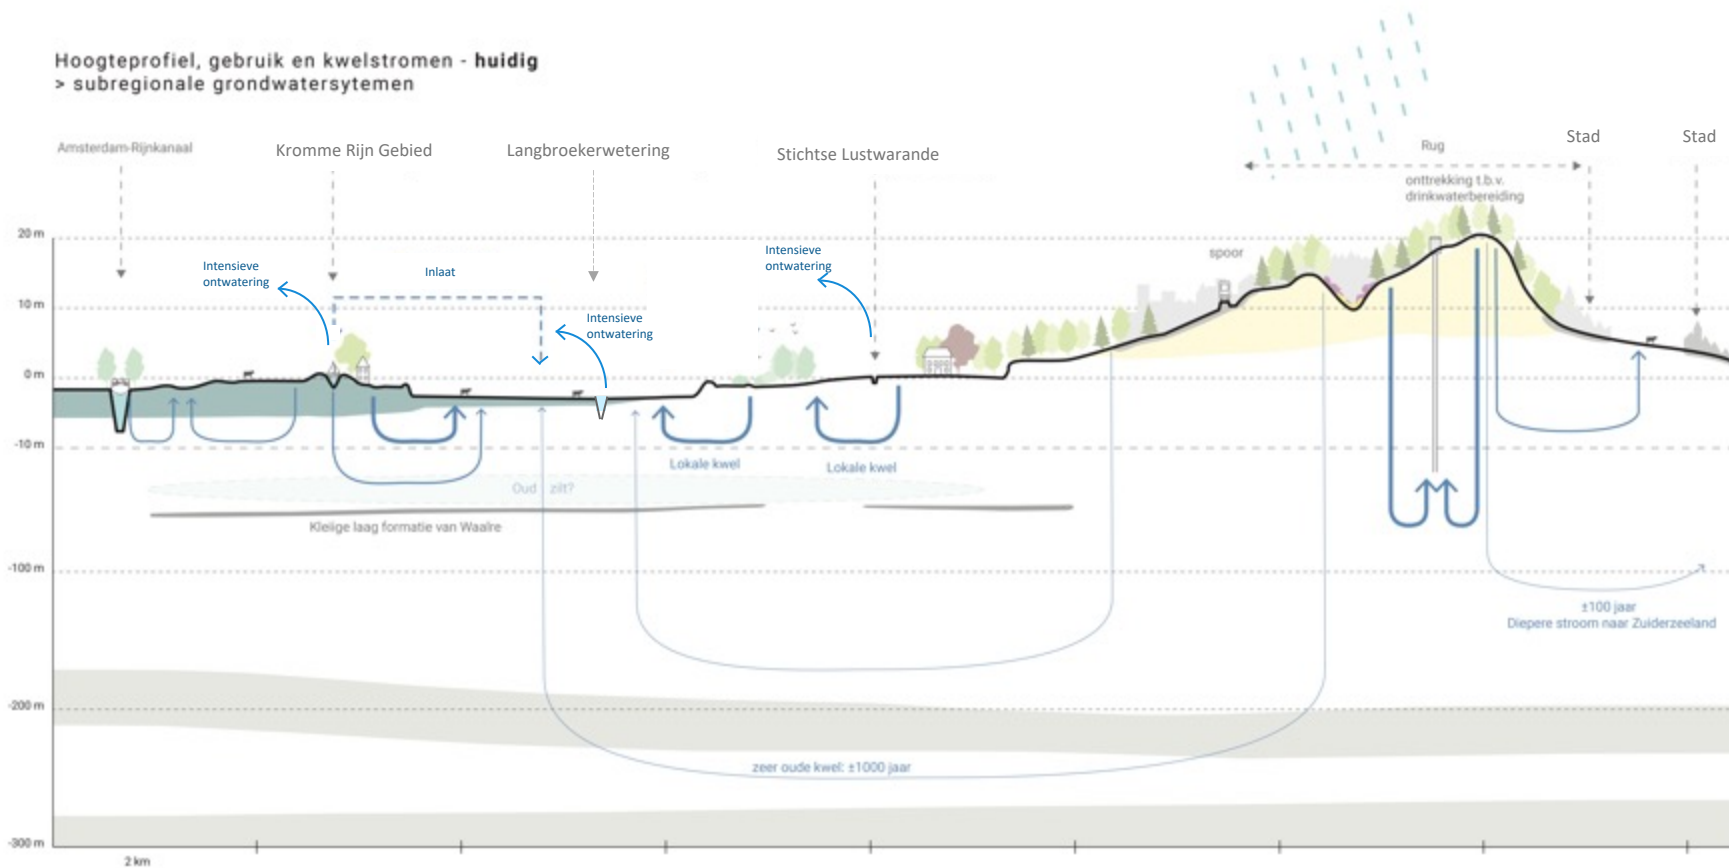 Hoogteprofiel, gebruik en kwelstromen - huidig
> subregionale grondwatersytemen
Amsterdam-Rijnkanaal
Kromme Rijn Gebied
Langbroekerwetering
Stichtse Lustwarande
Rug
Stad
Stad
onttrekking t.b.v.
drinkwaterbereiding
20 m
Intensieve
ontwatering
Inlaat
Intensieve
ontwatering
spoor
10 m
Intensieve
ontwatering
0 m
-10 m
Lokale kwel
Lokale kwel
Oud zilt?
Kleiige laag formatie van Waalre
-100 m
±100 jaar
Diepere stroom naar Zuiderzeeland
-200 m
zeer oude kwel: ±1000 jaar
-300 m
2 km